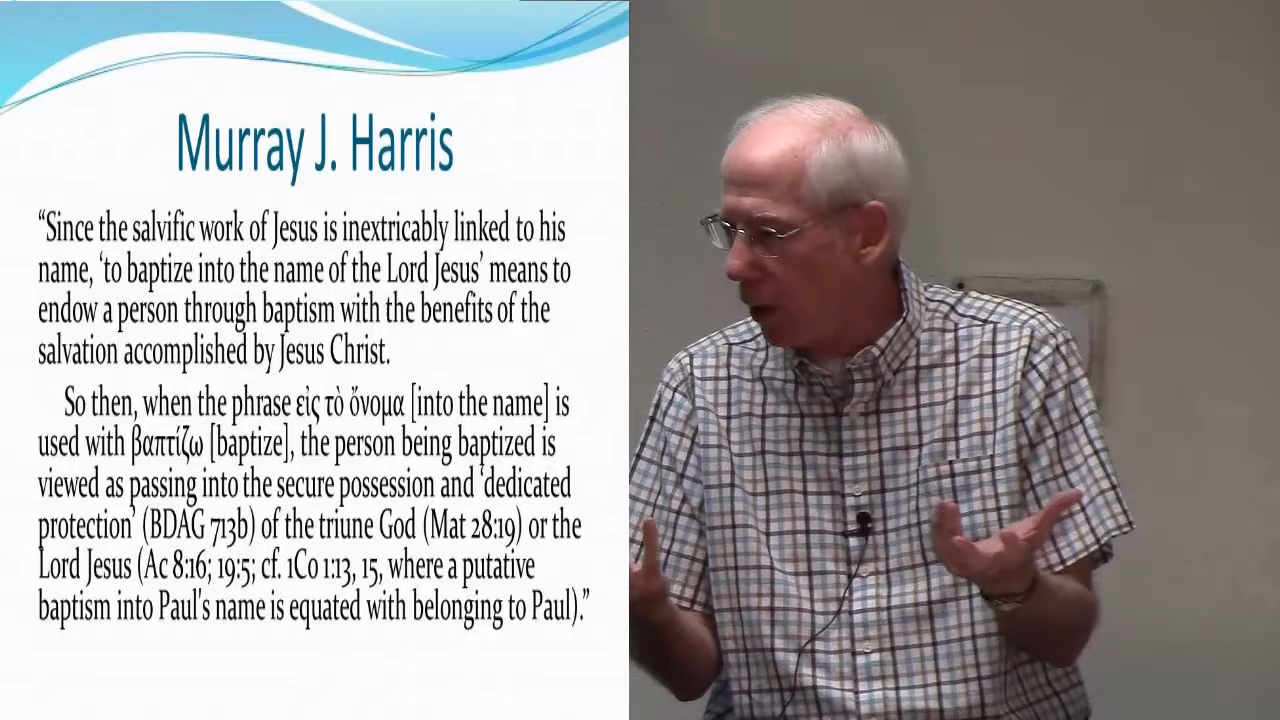 Murray J. Harris
“Since the salvific work of Jesus is inextricably linked to his
name, ‘to baptize into the name of the Lord Jesus’ means to
endow a person through baptism with the benefits of the
salvation accomplished by Jesus Christ.
So then, when the phrase εἰς τὸ ὄνομα [into the name] is
used with βαπτίζω [baptize], the person being baptized is
viewed as passing into the secure possession and ‘dedicated
protection’ (BDAG 713b) of the triune God (Mat 28:19) or the
Lord Jesus (Ac 8:16; 19:5; cf. 1Co 1:13, 15, where a putative
baptism into Paul's name is equated with belonging to Paul).”